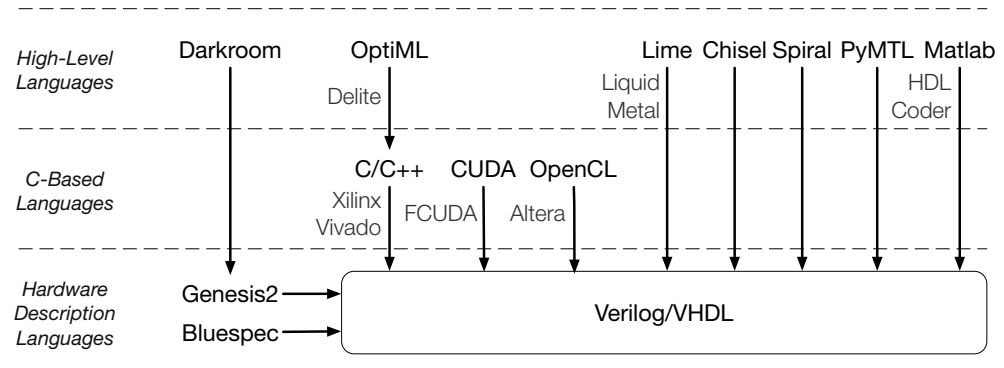 High-Level
Languages
Darkroom
OptiML
Lime
Chisel
Spiral
PyMTL
Matlab
Delite
Liquid
Metal
HDL
Coder
C-Based
Languages
C/C++
CUDA
OpenCL
Xilinx
Vivado
FCUDA
Altera
Hardware
Description
Languages
Genesis2
Bluespec
Verilog/VHDL